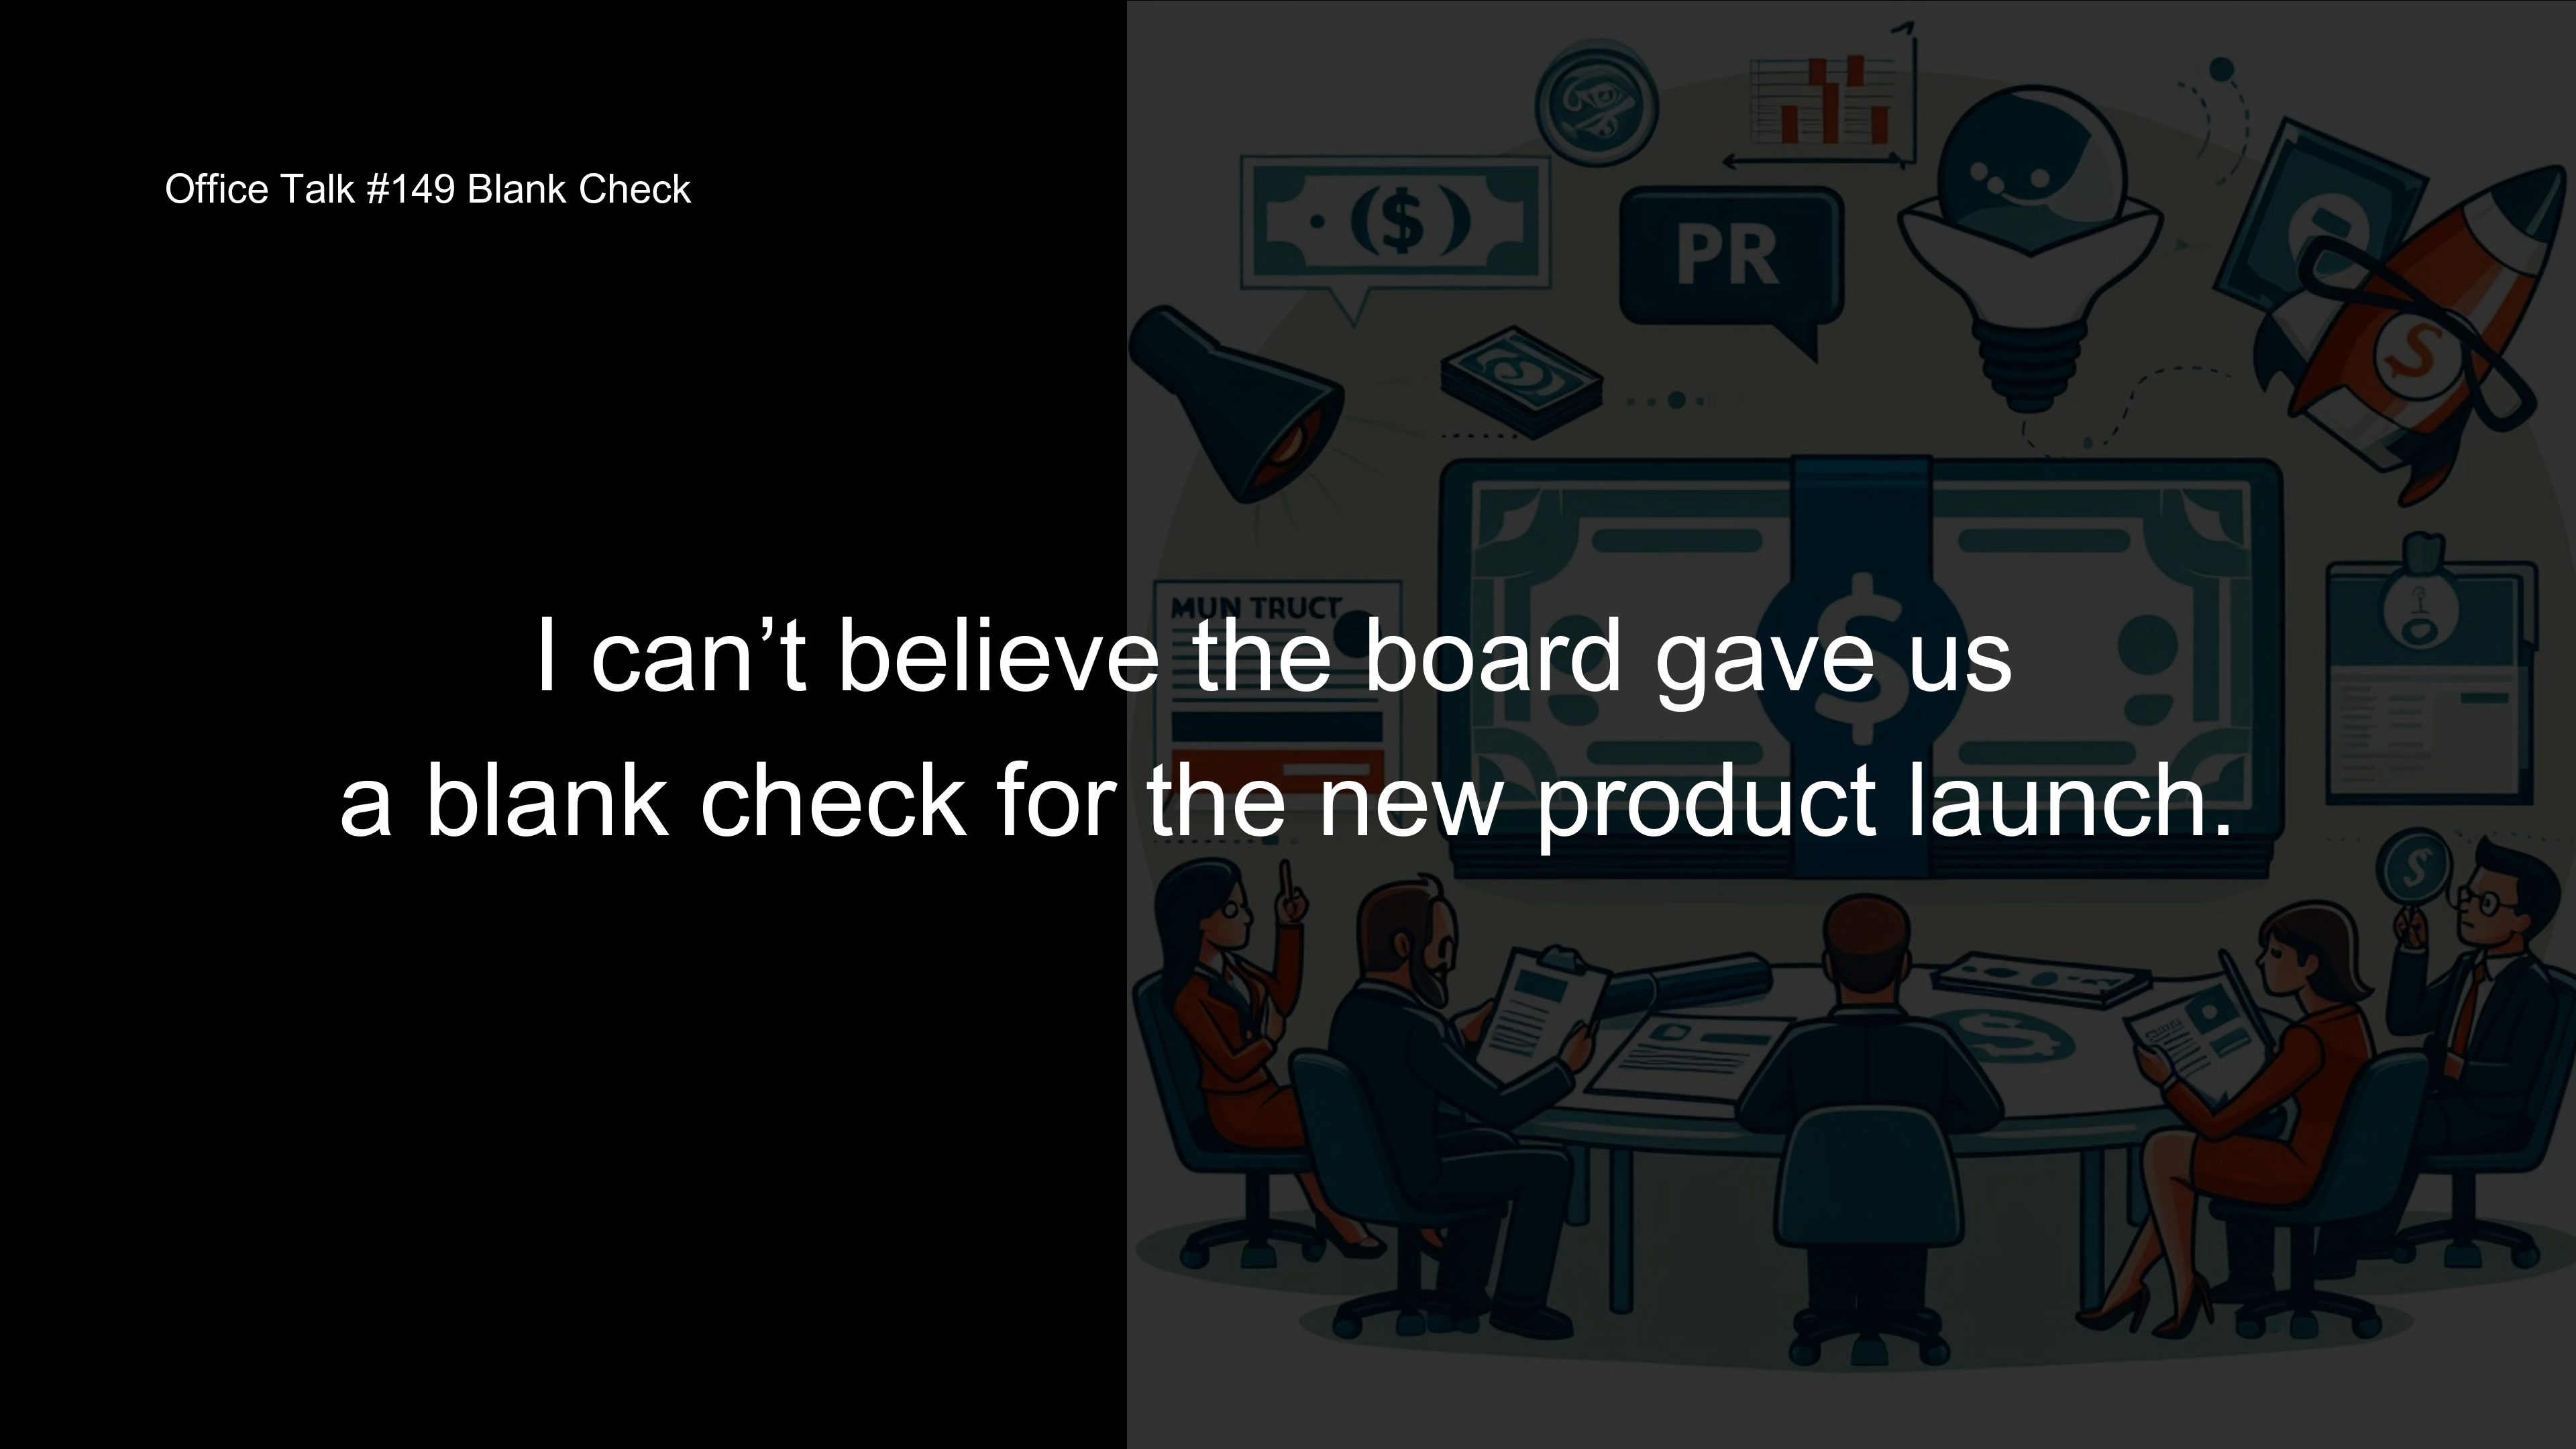 Office Talk #149 Blank Check
($)
PR
S
$
MUN TRUCT
I can’t believe the board gave us
a blank check for the new product launch.
$